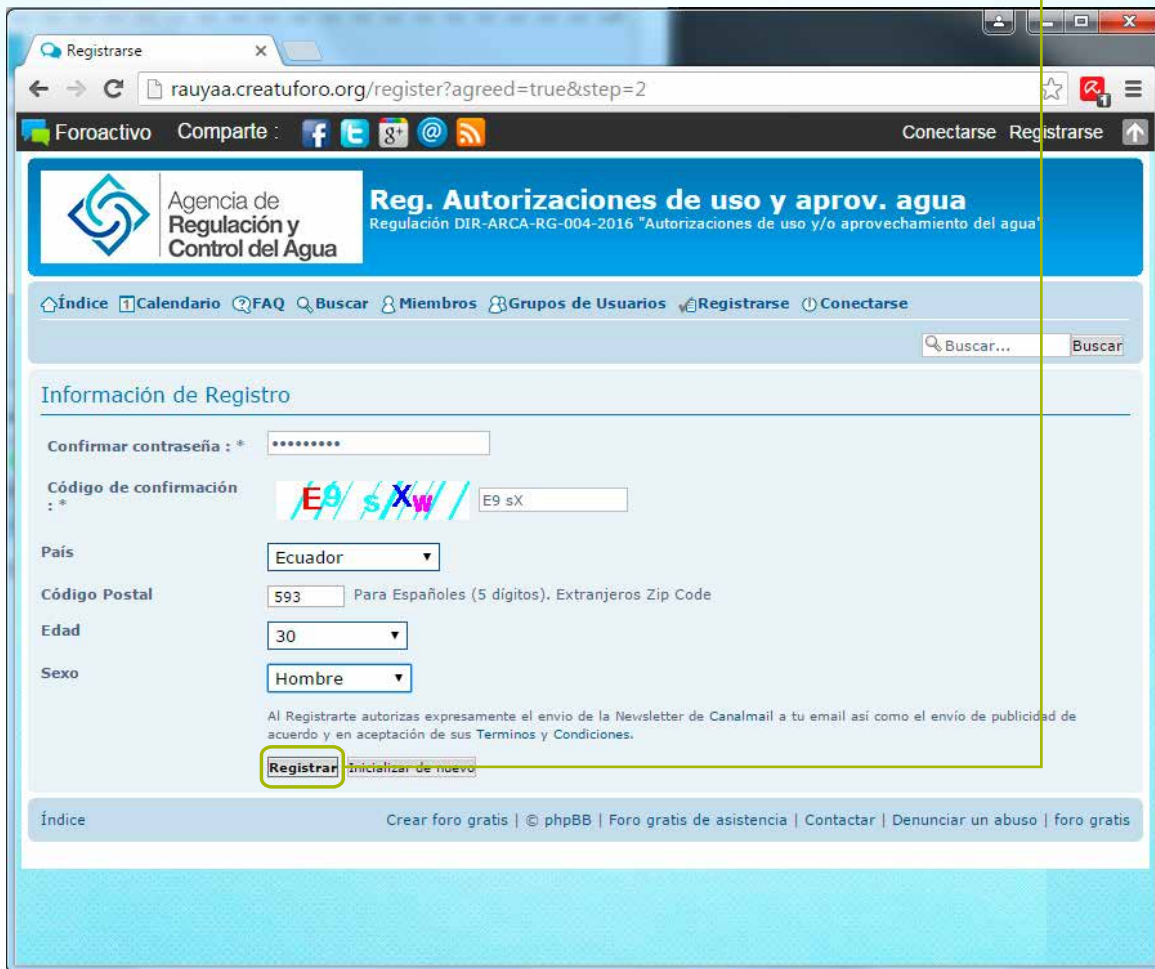 Registrarse
rauyaa.creatuforo.org/register?agreed=true&step=2
1
Foroactivo Comparte : Conectarse Registrarse
Agencia de
Regulación y
Control del Agua
Reg. Autorizaciones de uso y aprov. agua
Regulación DIR-ARCA-RG-004-2016 "Autorizaciones de uso y/o aprovechamiento del agua"
Índice Calendario FAQ Buscar Miembros Grupos de Usuarios Registrarse Conectarse
Buscar... Buscar
Información de Registro
Confirmar contraseña : * •••••••••
Código de confirmación : * E9 sXw E9 sX
País Ecuador
Código Postal 593 Para Españoles (5 dígitos). Extranjeros Zip Code
Edad 30
Sexo Hombre
Al Registrarte autorizas expresamente el envio de la Newsletter de Canalmail a tu email así como el envío de publicidad de
acuerdo y en aceptación de sus Terminos y Condiciones.
Registrar Inicializar de nuevo
Índice Crear foro gratis | © phpBB | Foro gratis de asistencia | Contactar | Denunciar un abuso | foro gratis